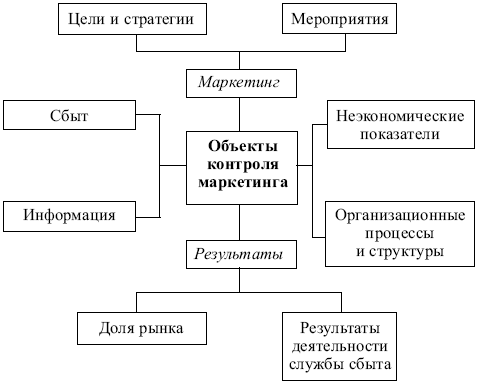 Цели и стратегии
Мероприятия
Маркетинг
Сбыт
Объекты
контроля
маркетинга
Неэкономические
показатели
Информация
Организационные
процессы
и структуры
Результаты
Доля рынка
Результаты
деятельности
службы сбыта